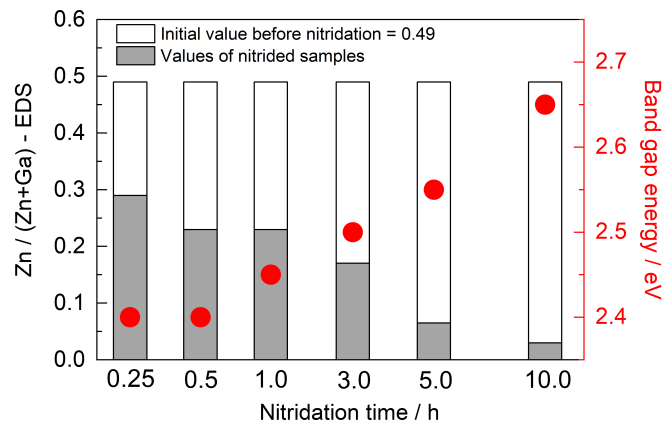 Initial value before nitridation = 0.49
Values of nitrided samples
Zn / (Zn+Ga) - EDS
0.6
0.5
0.4
0.3
0.2
0.1
0.0
0.25 0.5 1.0 3.0 5.0 10.0
Nitridation time / h
2.7
2.6
2.5
2.4
Band gap energy / eV